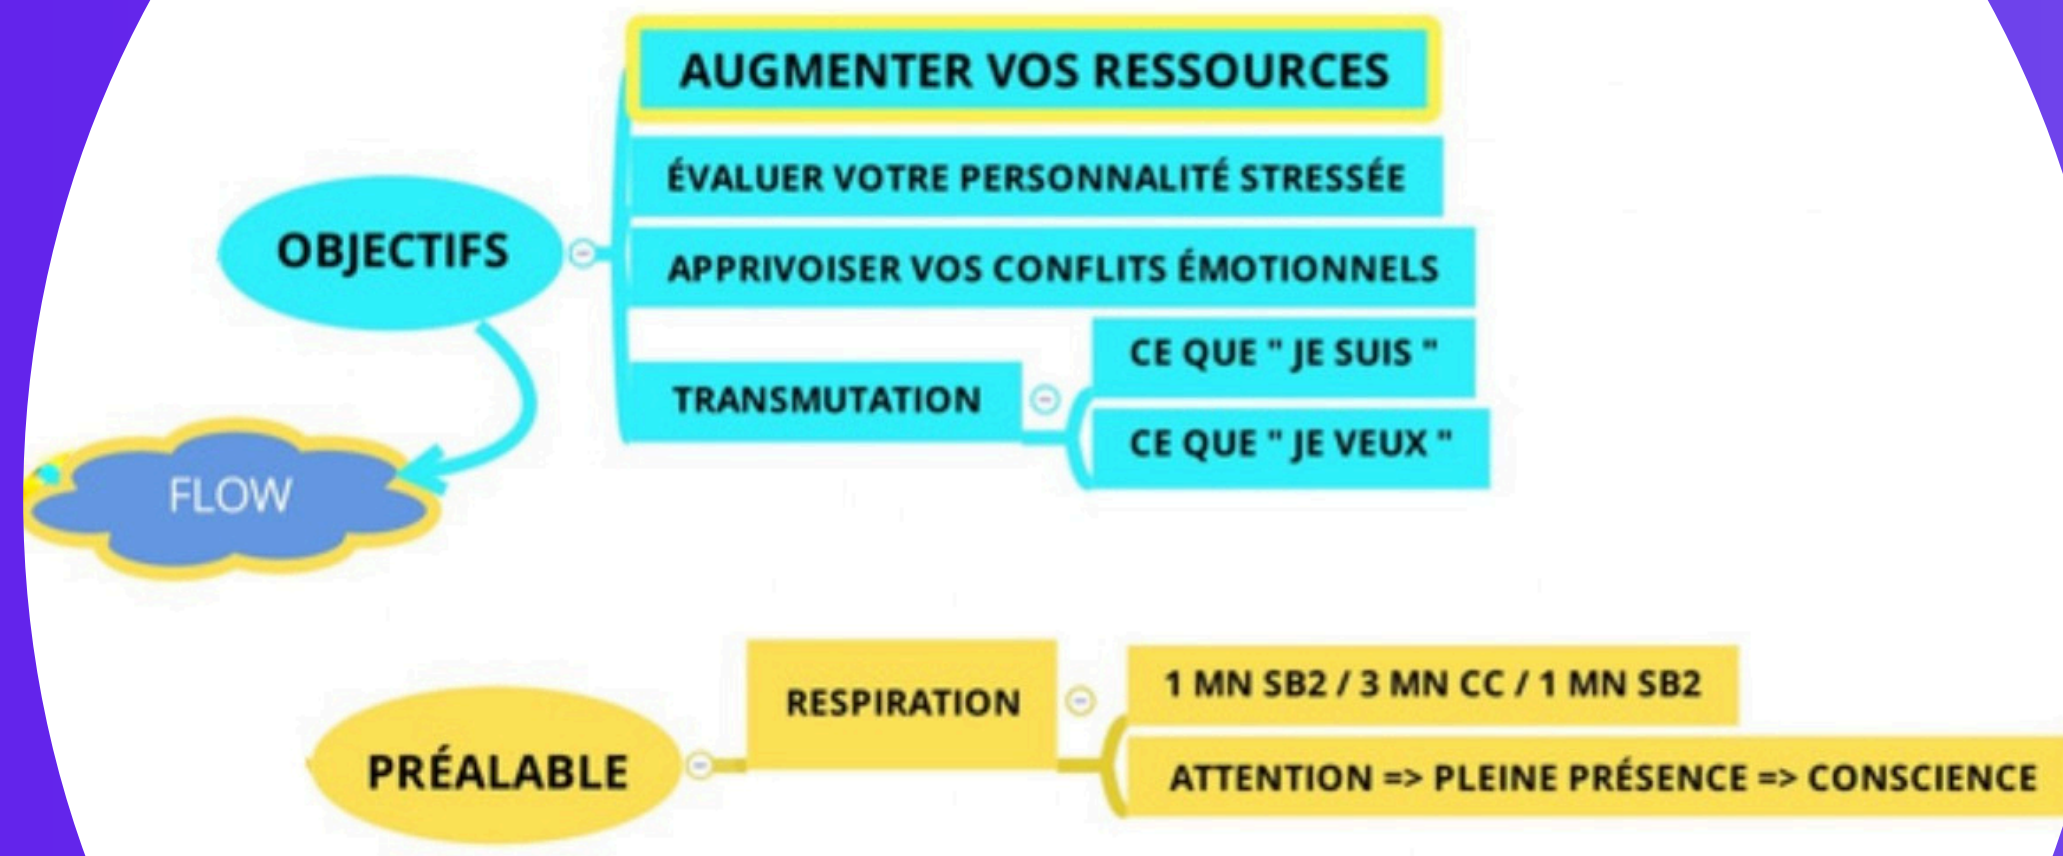 AUGMENTER VOS RESSOURCES
ÉVALUER VOTRE PERSONNALITÉ STRESSÉE
OBJECTIFS
APPRIVOISER VOS CONFLITS ÉMOTIONNELS
CE QUE " JE SUIS "
TRANSMUTATION
CE QUE " JE VEUX "
FLOW
1 MN SB2 / 3 MN CC / 1 MN SB2
RESPIRATION
PRÉALABLE
ATTENTION => PLEINE PRÉSENCE => CONSCIENCE